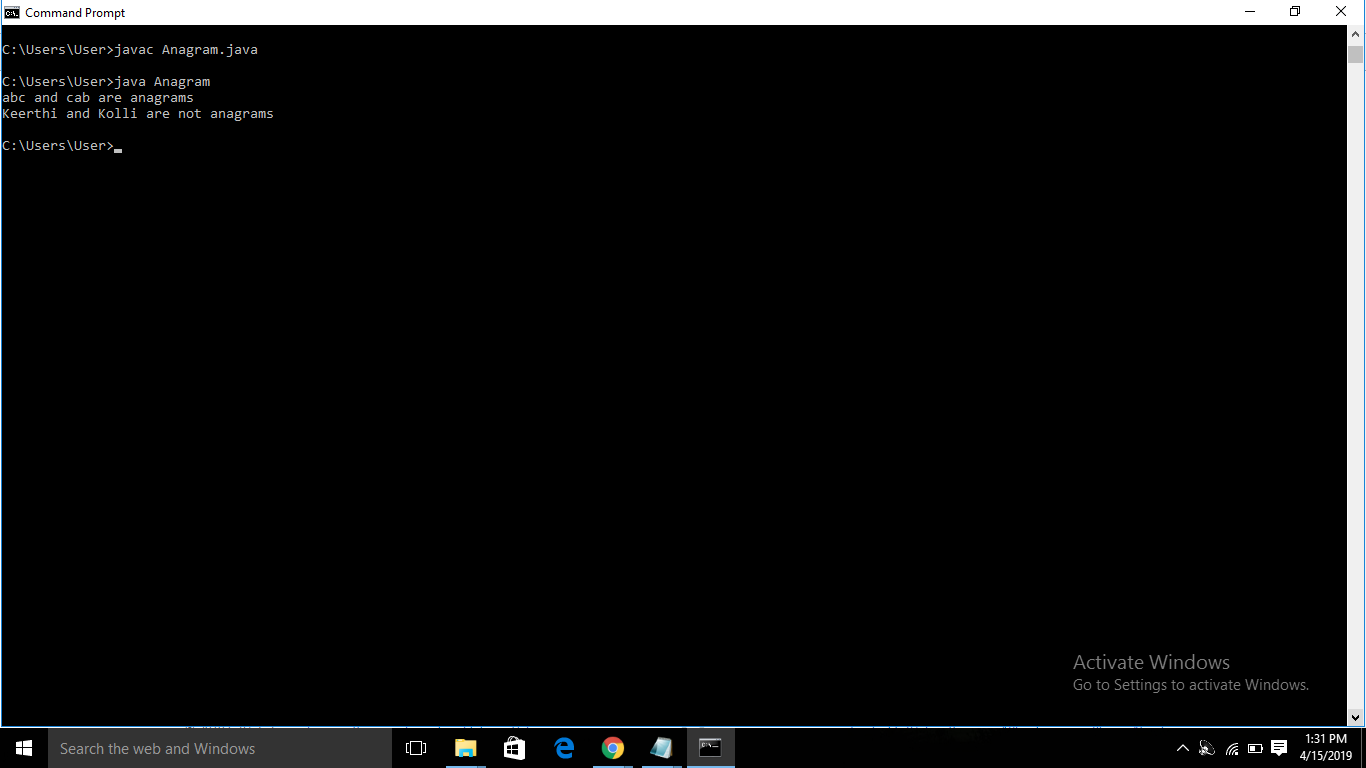 Command Prompt
C:\Users\User>javac Anagram.java
C:\Users\User>java Anagram
abc and cab are anagrams
Keerthi and Kolli are not anagrams
C:\Users\User>
Activate Windows
Go to Settings to activate Windows.
Search the web and Windows
1:31 PM
4/15/2019